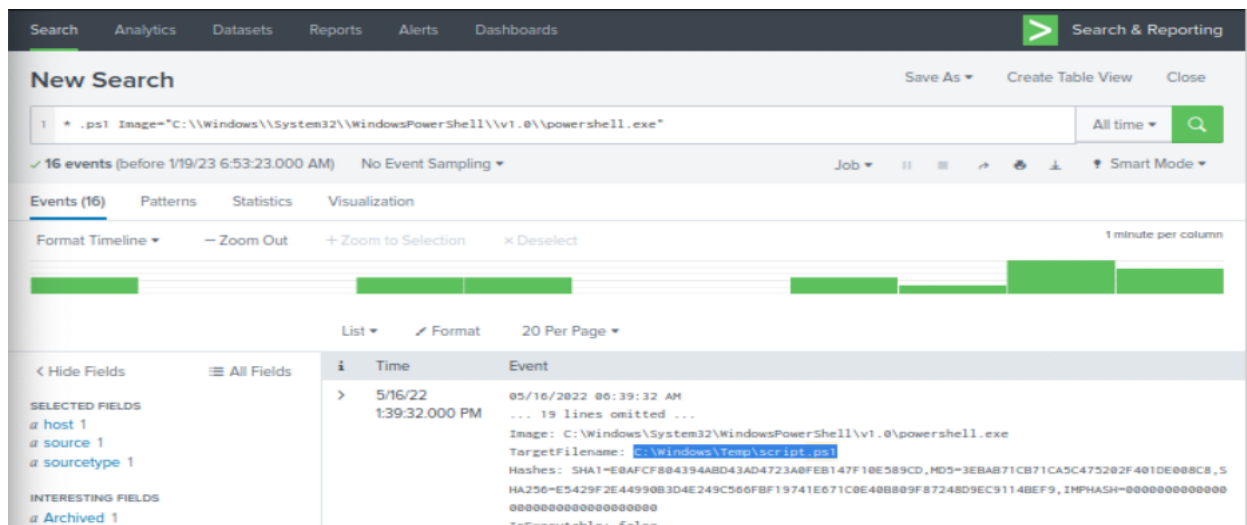 Search Analytics Datasets Reports Alerts Dashboards > Search & Reporting
New Search Save As Create Table View Close
1 * .ps1 Image="C:\\Windows\\System32\\WindowsPowerShell\\v1.0\\powershell.exe" All time
✓ 16 events (before 1/19/23 6:53:23.000 AM) No Event Sampling Job Smart Mode
Events (16) Patterns Statistics Visualization
Format Timeline — Zoom Out + Zoom to Selection × Deselect 1 minute per column
List Format 20 Per Page
< Hide Fields All Fields i Time Event
SELECTED FIELDS
a host 1
a source 1
a sourcetype 1
INTERESTING FIELDS
a Archived 1
> 5/16/22
1:39:32.000 PM
05/16/2022 06:39:32 AM
... 19 lines omitted ...
Image: C:\Windows\System32\WindowsPowerShell\v1.0\powershell.exe
TargetFilename: C:\Windows\Temp\script.ps1
Hashes: SHA1=E0AFCF804394ABD43AD4723A0FEB147F10E589CD,MD5=3EBAB71CB71CA5C475202F401DE008C8,S
HA256=E5429F2E44990B3D4E249C566FBF19741E671C0E40B809F87248D9EC9114BEF9,IMPHASH=0000000000000
0000000000000000000
IsExecutable: false